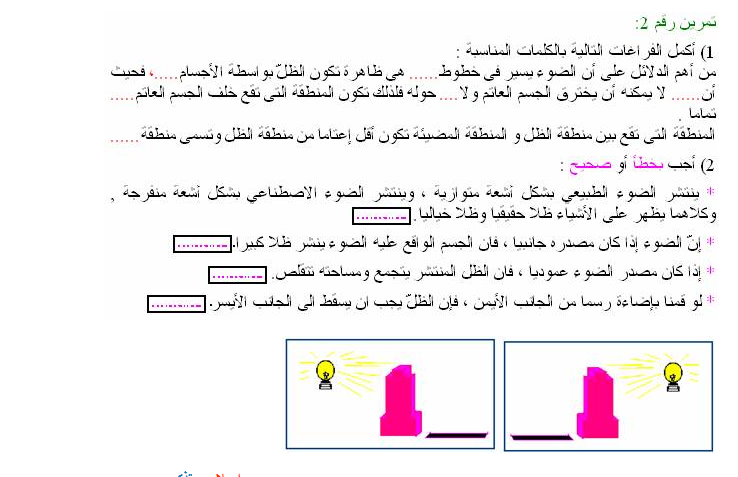 تمرين رقم 2:
1) أكمل الفراغات التالية بالكلمات المناسبة :
من أهم الدلائل على أن الضوء يسير في خطوط...... هي ظاهرة تكون الظلّ بواسطة الأجسام.....، فحيث
أن...... لا يمكنه أن يخترق الجسم العاتم ولا.... حوله فلذلك تكون المنطقة التي تقع خلف الجسم العاتم.....
تماما .
المنطقة التي تقع بين منطقة الظل و المنطقة المضيئة تكون أقل إعتاما من منطقة الظل وتسمى منطقة......
2) أجب بخطأ أو صحيح :
* ينتشر الضوء الطبيعي بشكل أشعة متوازية ، وينتشر الضوء الاصطناعي بشكل أشعة منفرجة ,
وكلاهما يظهر على الأشياء ظلا حقيقيا وظلا خياليا. ............
* إنّ الضوء إذا كان مصدره جانبيا ، فان الجسم الواقع عليه الضوء ينشر ظلا كبيرا. ............
* إذا كان مصدر الضوء عموديا ، فان الظل المنتشر يتجمع ومساحته تتقلص. ............
* لو قمنا بإضاءة رسما من الجانب الأيمن ، فإن الظلّ يجب ان يسقط الى الجانب الأيسر. ............